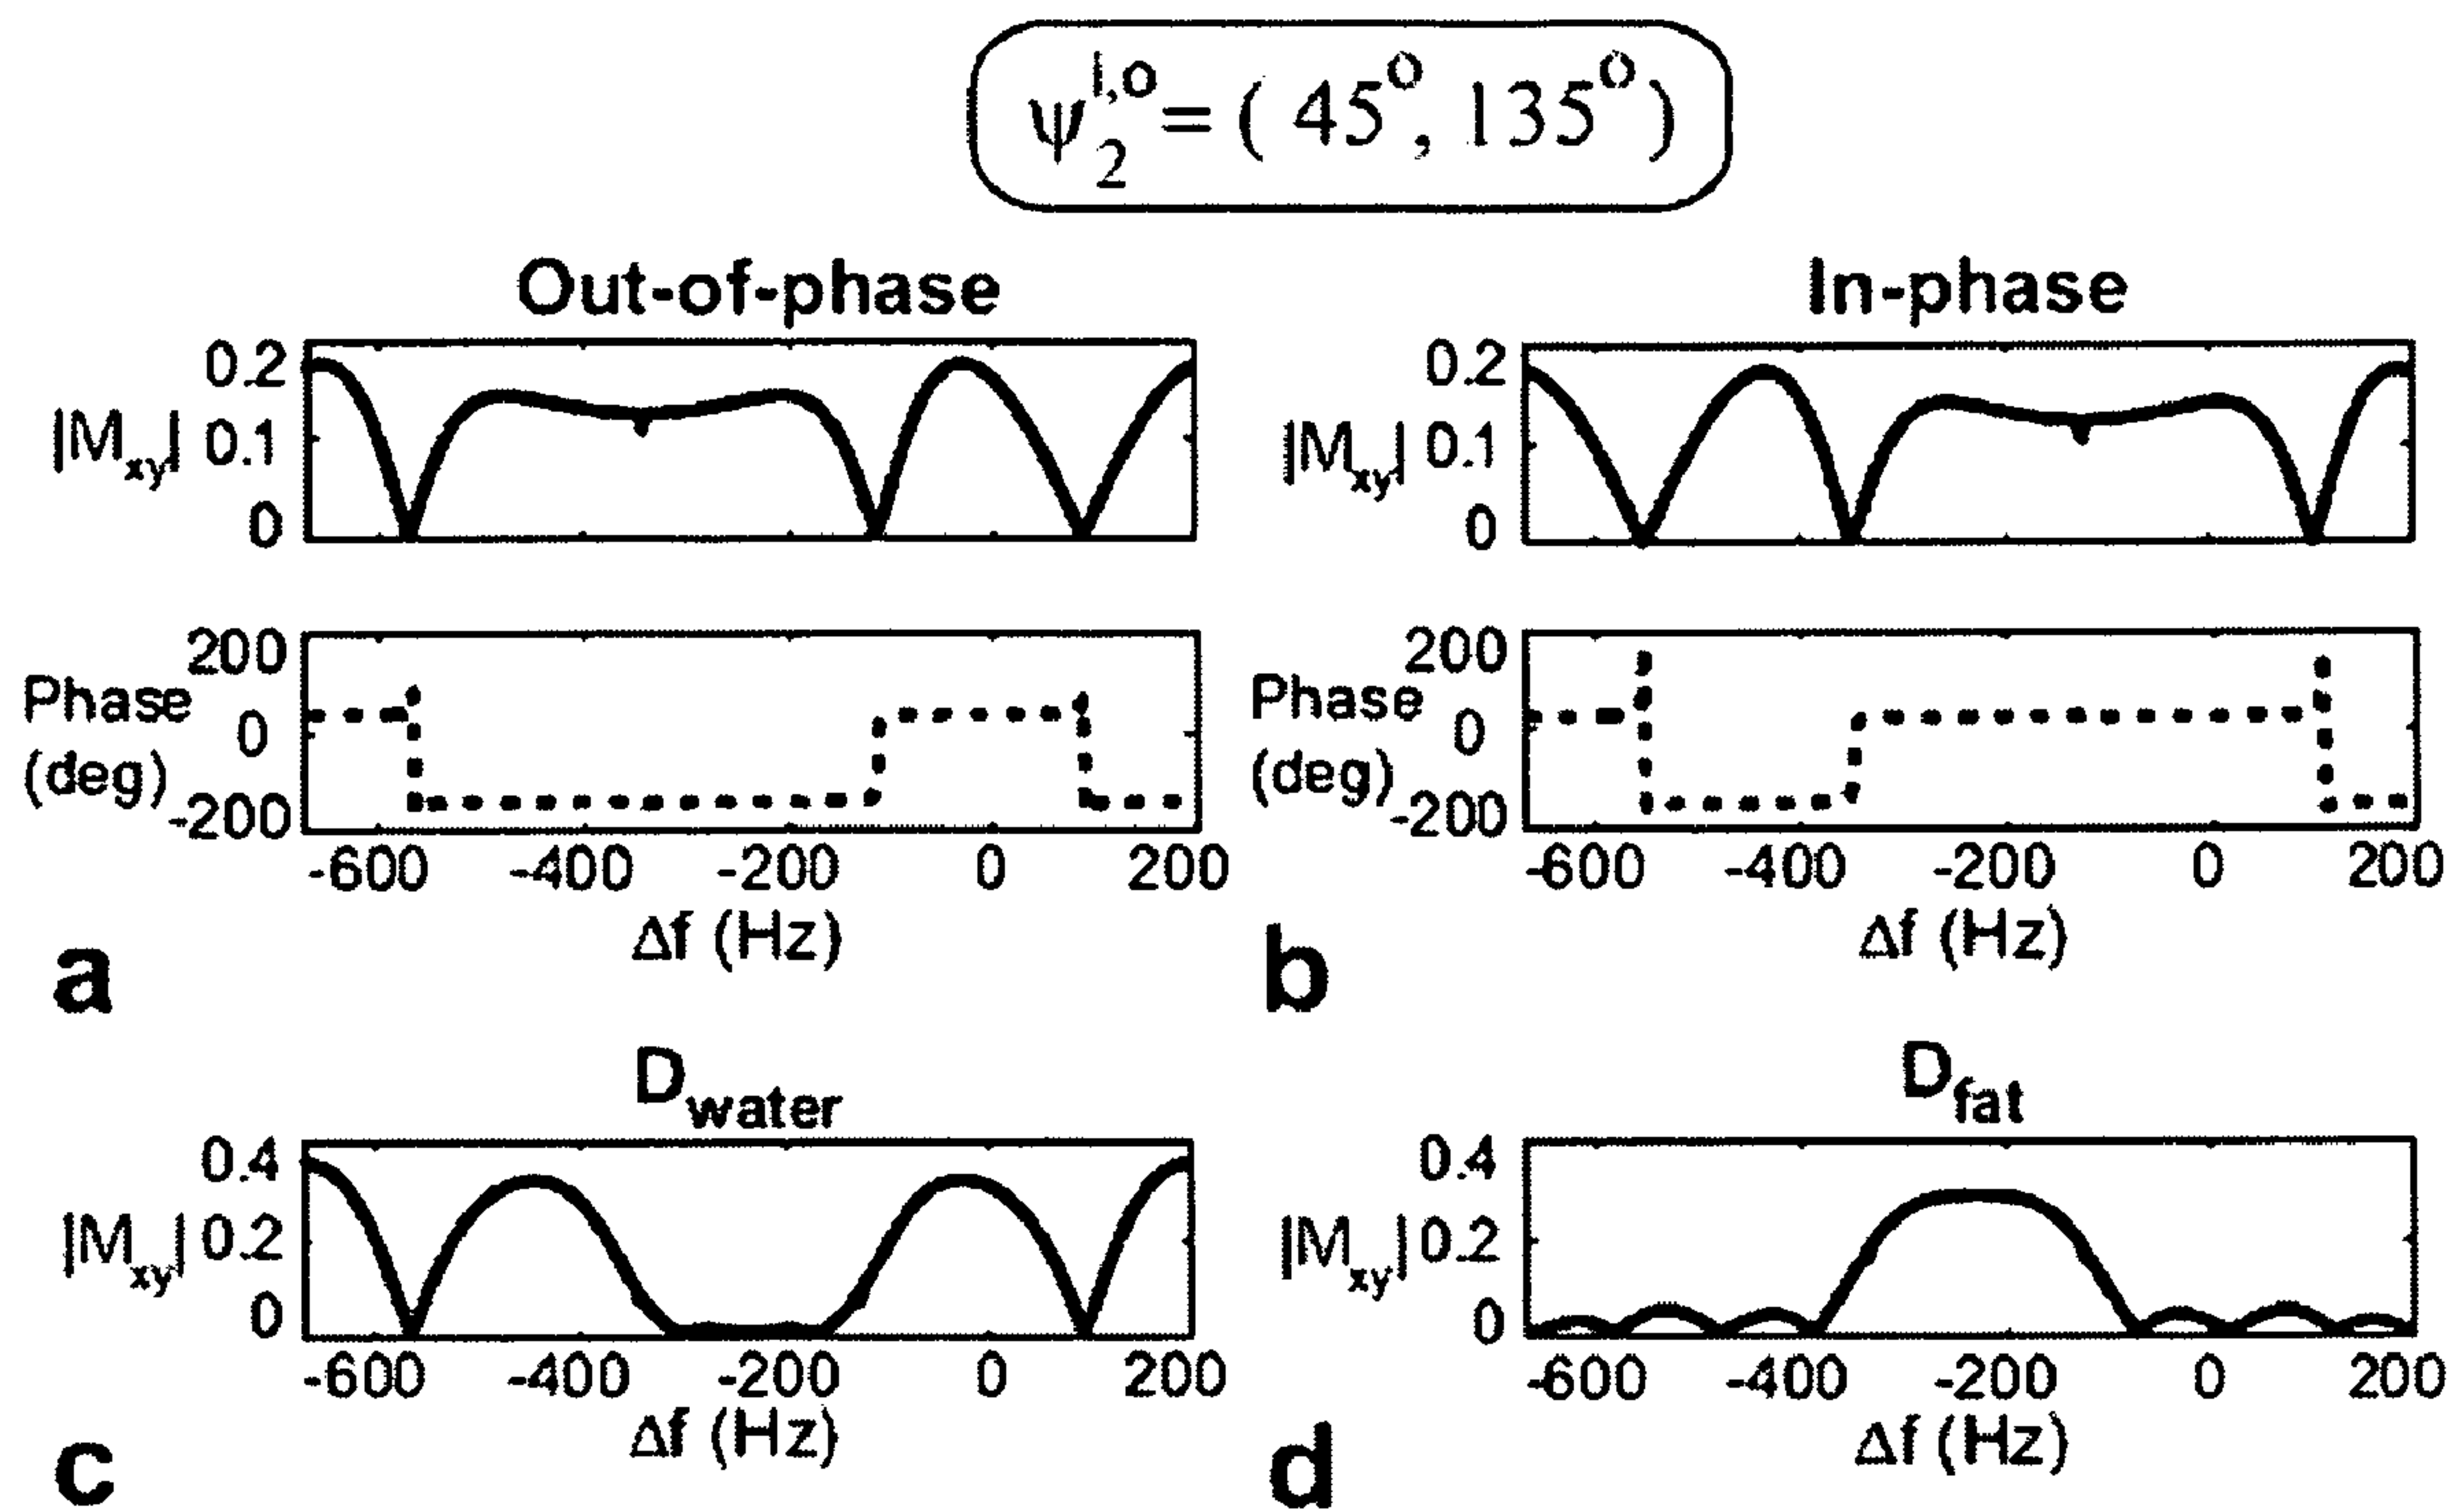 ψ₂^{i,o} = ( 45°, 135° )
Out-of-phase
In-phase
0.2
|Mxy| 0.1
0
0.2
|Mxy| 0.1
0
200
Phase 0
(deg)
-200
-600 -400 -200 0 200
Δf (Hz)
200
Phase 0
(deg)
-200
-600 -400 -200 0 200
Δf (Hz)
a
b
Dwater
Dfat
0.4
|Mxy| 0.2
0
-600 -400 -200 0 200
Δf (Hz)
0.4
|Mxy| 0.2
0
-600 -400 -200 0 200
Δf (Hz)
c
d